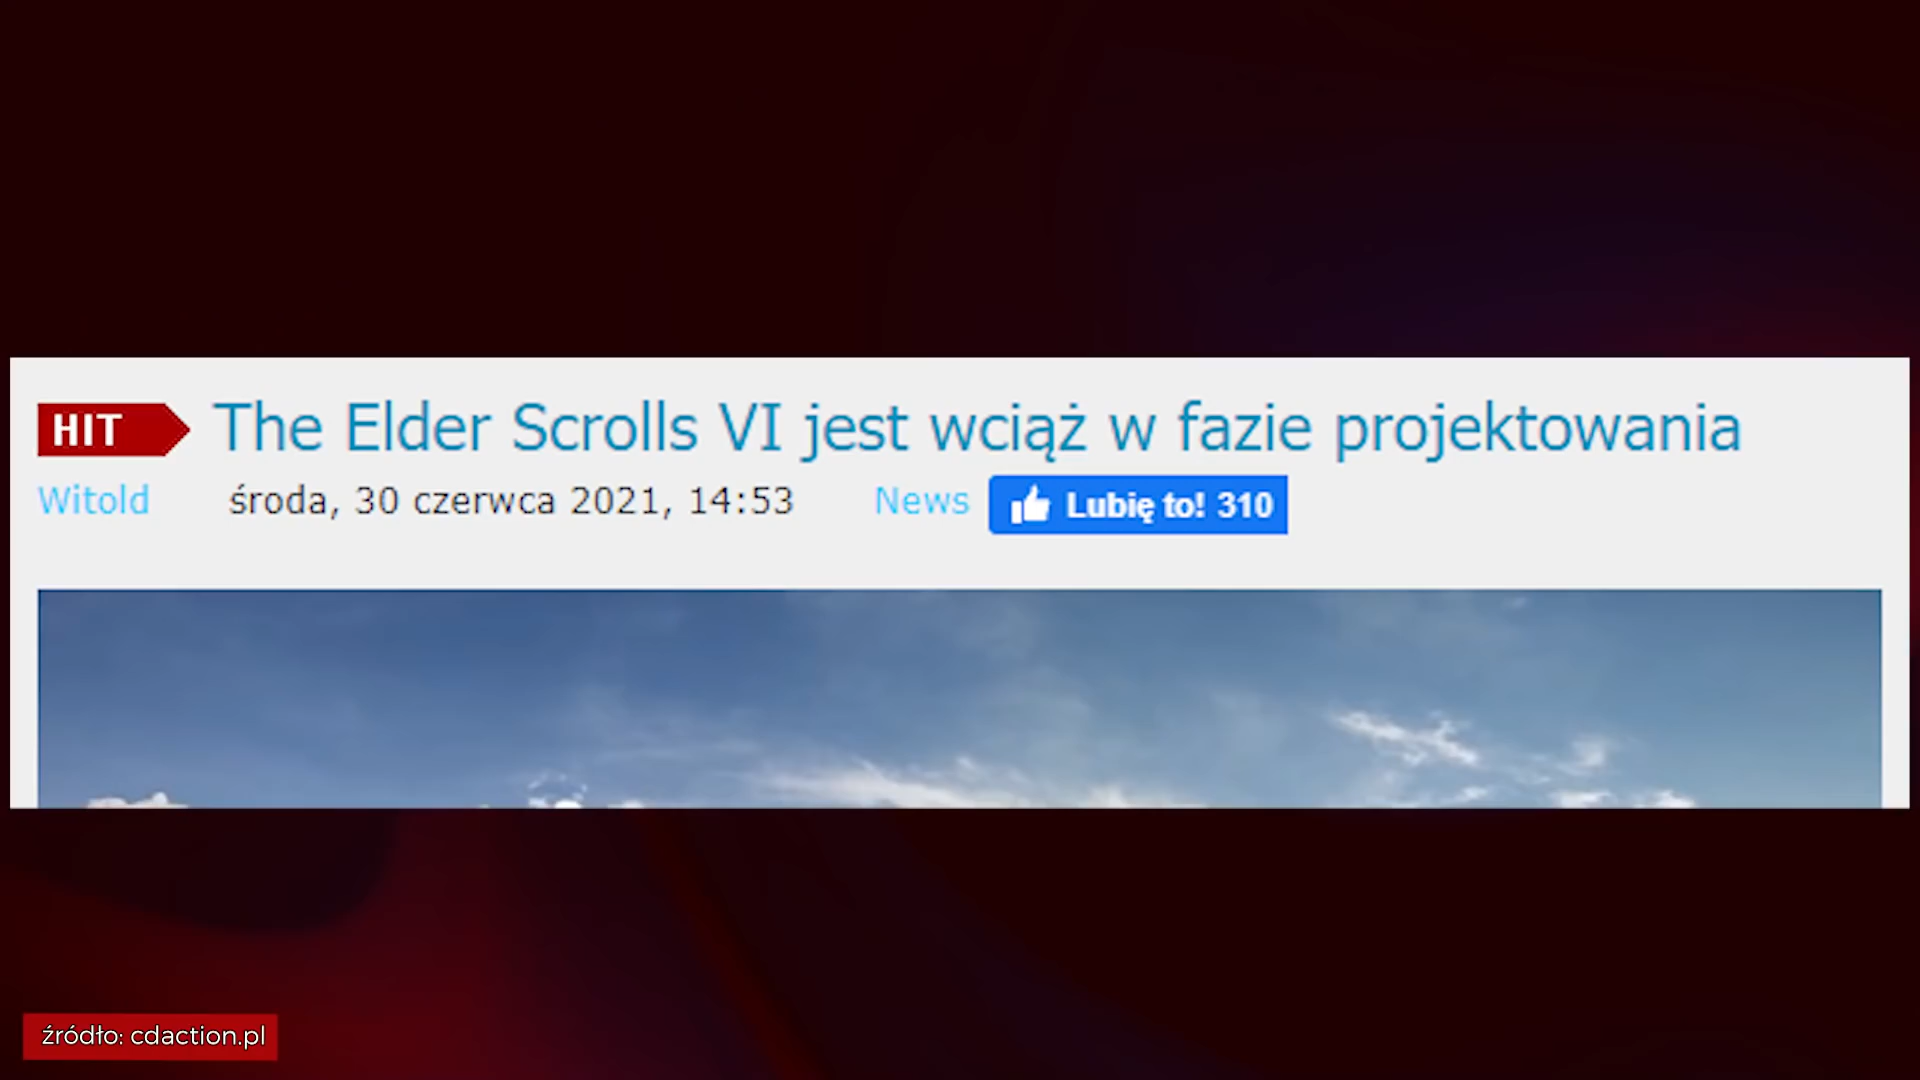 HIT The Elder Scrolls VI jest wciąż w fazie projektowania
Witold środa, 30 czerwca 2021, 14:53 News Lubię to! 310
źródło: cdaction.pl